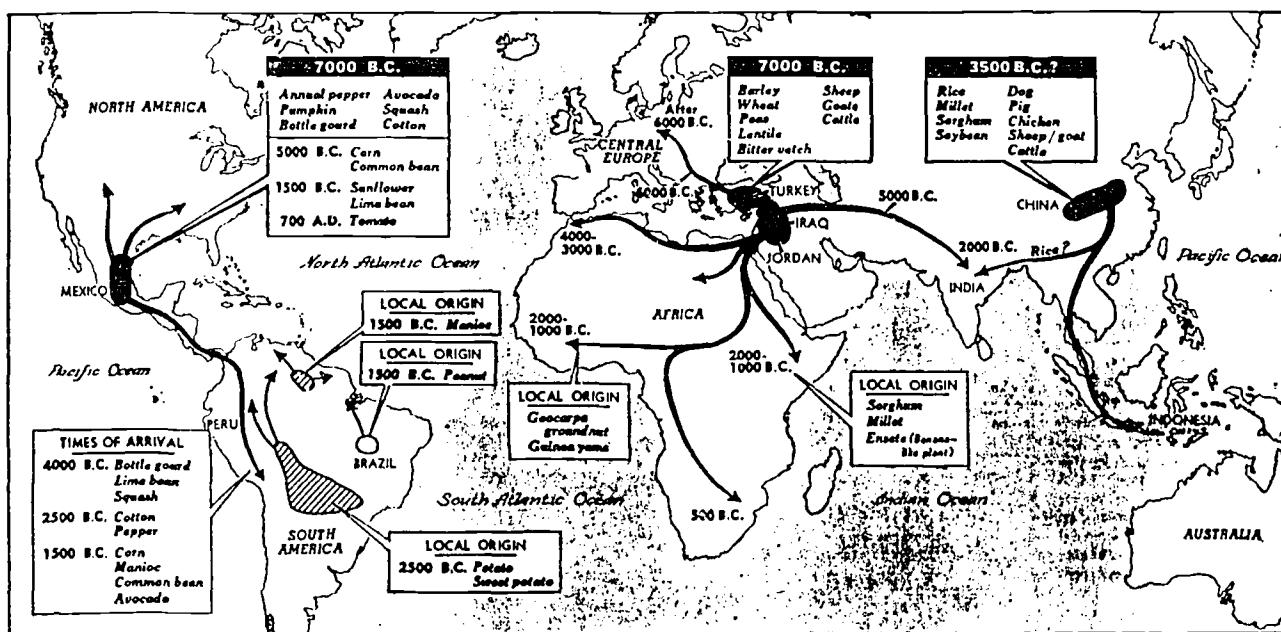 7000 B.C.
Annual pepper Avocado
Pumpkin Squash
Bottle gourd Cotton
5000 B.C. Corn
Common bean
1500 B.C. Sunflower
Lima bean
700 A.D. Tomato
NORTH AMERICA
MEXICO
North Atlantic Ocean
Pacific Ocean
LOCAL ORIGIN
1500 B.C. Manioc
LOCAL ORIGIN
1500 B.C. Peanut
PERU
BRAZIL
TIMES OF ARRIVAL
4000 B.C. Bottle gourd
Lima bean
Squash
2500 B.C. Cotton
Pepper
1500 B.C. Corn
Manioc
Common bean
Avocado
SOUTH
AMERICA
South Atlantic Ocean
LOCAL ORIGIN
2500 B.C. Potato
Sweet potato
7000 B.C.
Barley Sheep
Wheat Goats
Peas Cattle
Lentils
Bitter vetch
After
6000 B.C.
CENTRAL
EUROPE
6000 B.C.
TURKEY
IRAQ
JORDAN
4000-
3000 B.C.
5000 B.C.
AFRICA
2000-
1000 B.C.
2000-
1000 B.C.
500 B.C.
LOCAL ORIGIN
Geocarpa
groundnut
Guinea yams
LOCAL ORIGIN
Sorghum
Millet
Ensete (Banana-
like plant)
3500 B.C.?
Rice Dog
Millet Pig
Sorghum Chicken
Soybean Sheep/goat
Cattle
CHINA
2000 B.C.
Rice?
INDIA
Pacific Ocean
INDONESIA
Indian Ocean
AUSTRALIA